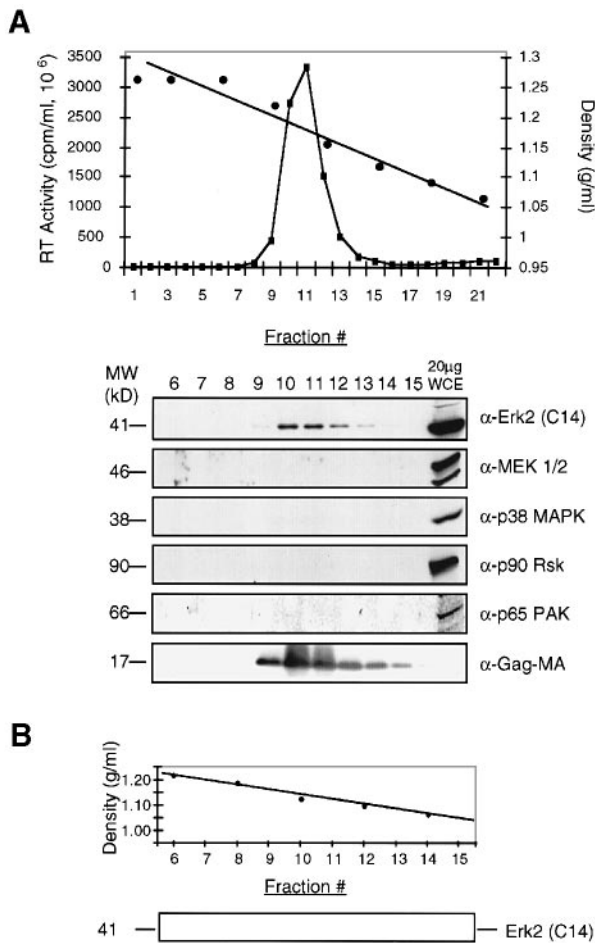 A
RT Activity (cpm/ml, 10 6)
3500
3000
2500
2000
1500
1000
500
0
1.3
1.25
1.2
1.15
1.1
1.05
1
0.95
Density (g/ml)
1 3 5 7 9 11 13 15 17 19 21
Fraction #
MW (kD)
6 7 8 9 10 11 12 13 14 15
20µg WCE
41 α-Erk2 (C14)
46 α-MEK 1/2
38 α-p38 MAPK
90 α-p90 Rsk
66 α-p65 PAK
17 α-Gag-MA
B
Density (g/ml)
1.20
1.10
1.00
6 7 8 9 10 11 12 13 14 15
Fraction #
41 Erk2 (C14)